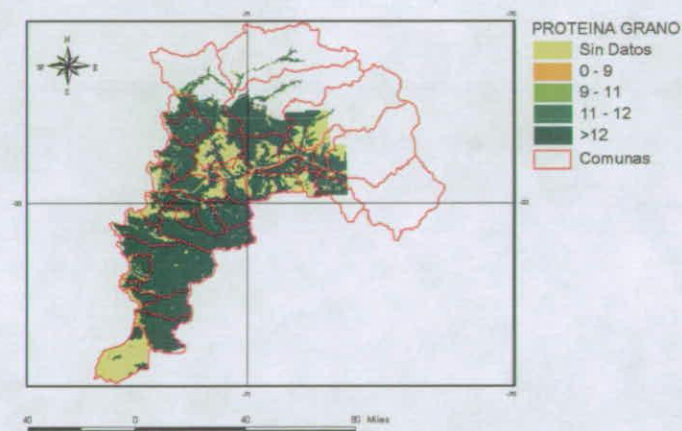 PROTEINA GRANO
Sin Datos
0 - 9
9 - 11
11 - 12
>12
Comunas
N
S
40 0 40 80 Miles